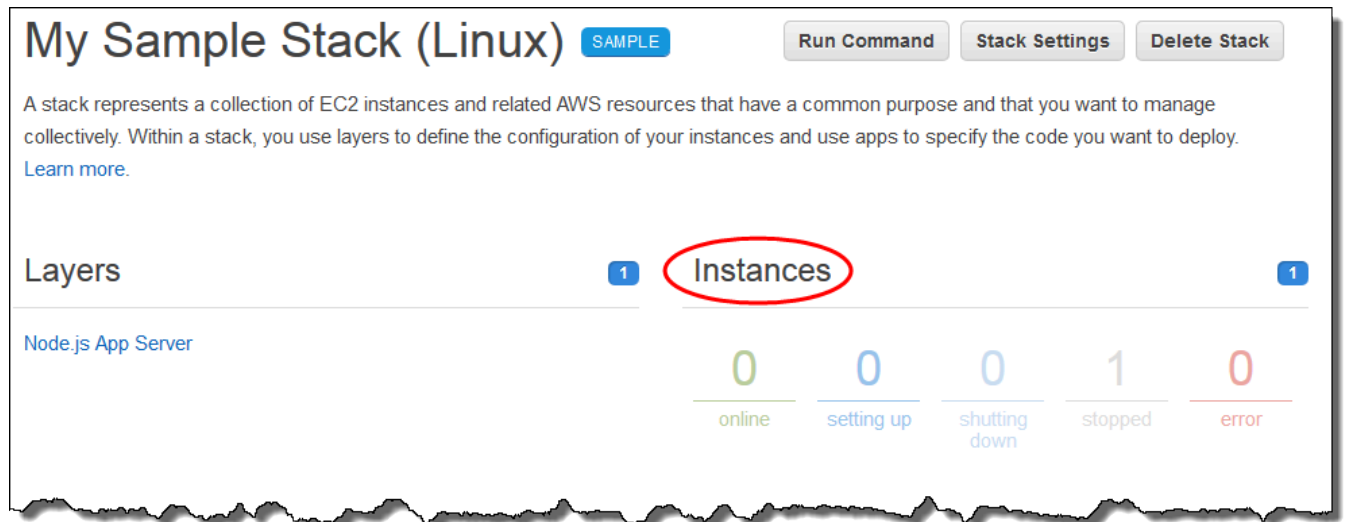 My Sample Stack (Linux) SAMPLE Run Command Stack Settings Delete Stack
A stack represents a collection of EC2 instances and related AWS resources that have a common purpose and that you want to manage
collectively. Within a stack, you use layers to define the configuration of your instances and use apps to specify the code you want to deploy.
Learn more.
Layers 1
Node.js App Server
Instances 1
0 0 0 1 0
online setting up shutting stopped error
down